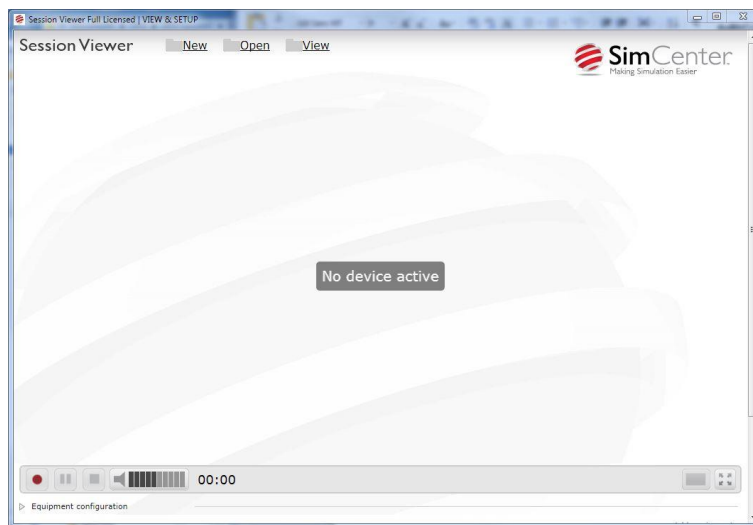 Session Viewer Full Licensed | VIEW & SETUP
Session Viewer New Open View
SimCenter
Making Simulation Easier
No device active
00:00
Equipment configuration